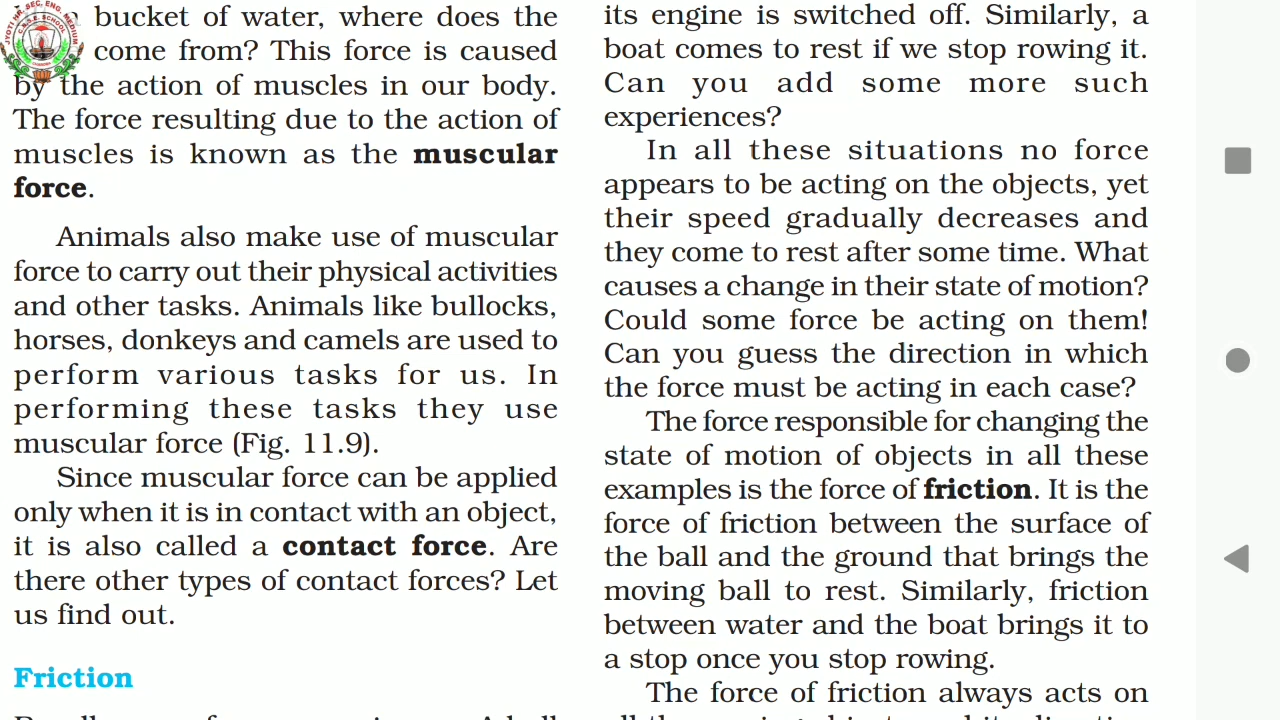 bucket of water, where does the
come from? This force is caused
by the action of muscles in our body.
The force resulting due to the action of
muscles is known as the muscular
force.
Animals also make use of muscular
force to carry out their physical activities
and other tasks. Animals like bullocks,
horses, donkeys and camels are used to
perform various tasks for us. In
performing these tasks they use
muscular force (Fig. 11.9).
Since muscular force can be applied
only when it is in contact with an object,
it is also called a contact force. Are
there other types of contact forces? Let
us find out.
Friction
its engine is switched off. Similarly, a
boat comes to rest if we stop rowing it.
Can you add some more such
experiences?
In all these situations no force
appears to be acting on the objects, yet
their speed gradually decreases and
they come to rest after some time. What
causes a change in their state of motion?
Could some force be acting on them!
Can you guess the direction in which
the force must be acting in each case?
The force responsible for changing the
state of motion of objects in all these
examples is the force of friction. It is the
force of friction between the surface of
the ball and the ground that brings the
moving ball to rest. Similarly, friction
between water and the boat brings it to
a stop once you stop rowing.
The force of friction always acts on